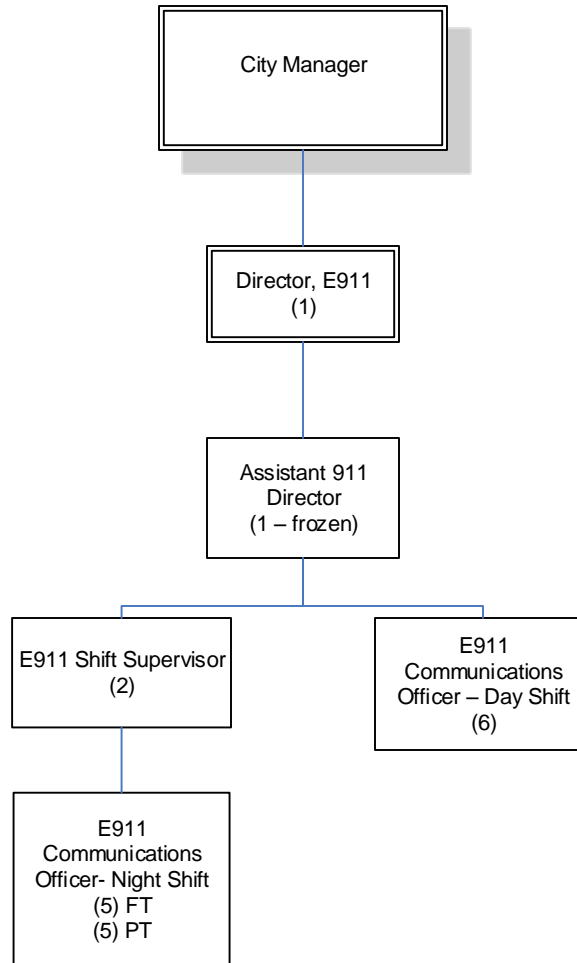 City Manager
Director, E911
(1)
Assistant 911
Director
(1 – frozen)
E911 Shift Supervisor
(2)
E911
Communications
Officer – Day Shift
(6)
E911
Communications
Officer- Night Shift
(5) FT
(5) PT